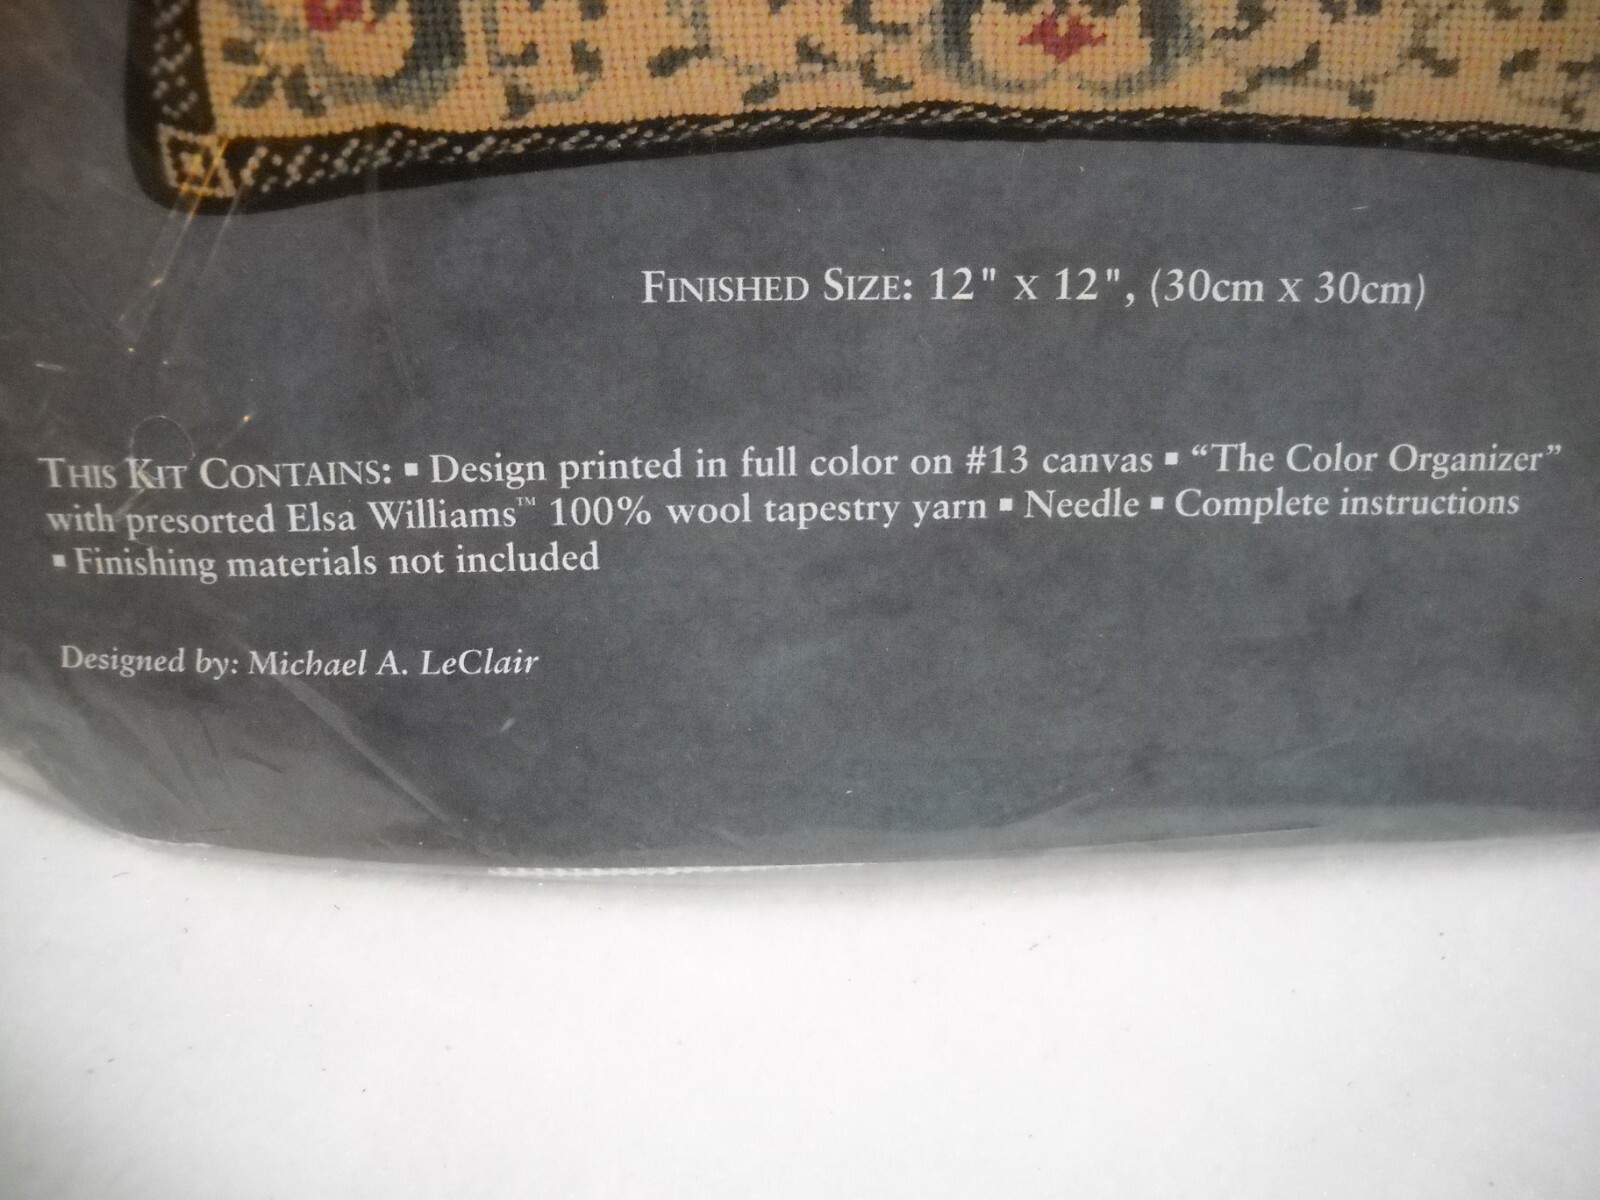 FINISHED SIZE: 12" X 12", (30cm x 30cm)
THIS KIT CONTAINS: ▪ Design printed in full color on #13 canvas ▪ “The Color Organizer”
with presorted Elsa Williams™ 100% wool tapestry yarn ▪ Needle ▪ Complete instructions
▪ Finishing materials not included
Designed by: Michael A. LeClair